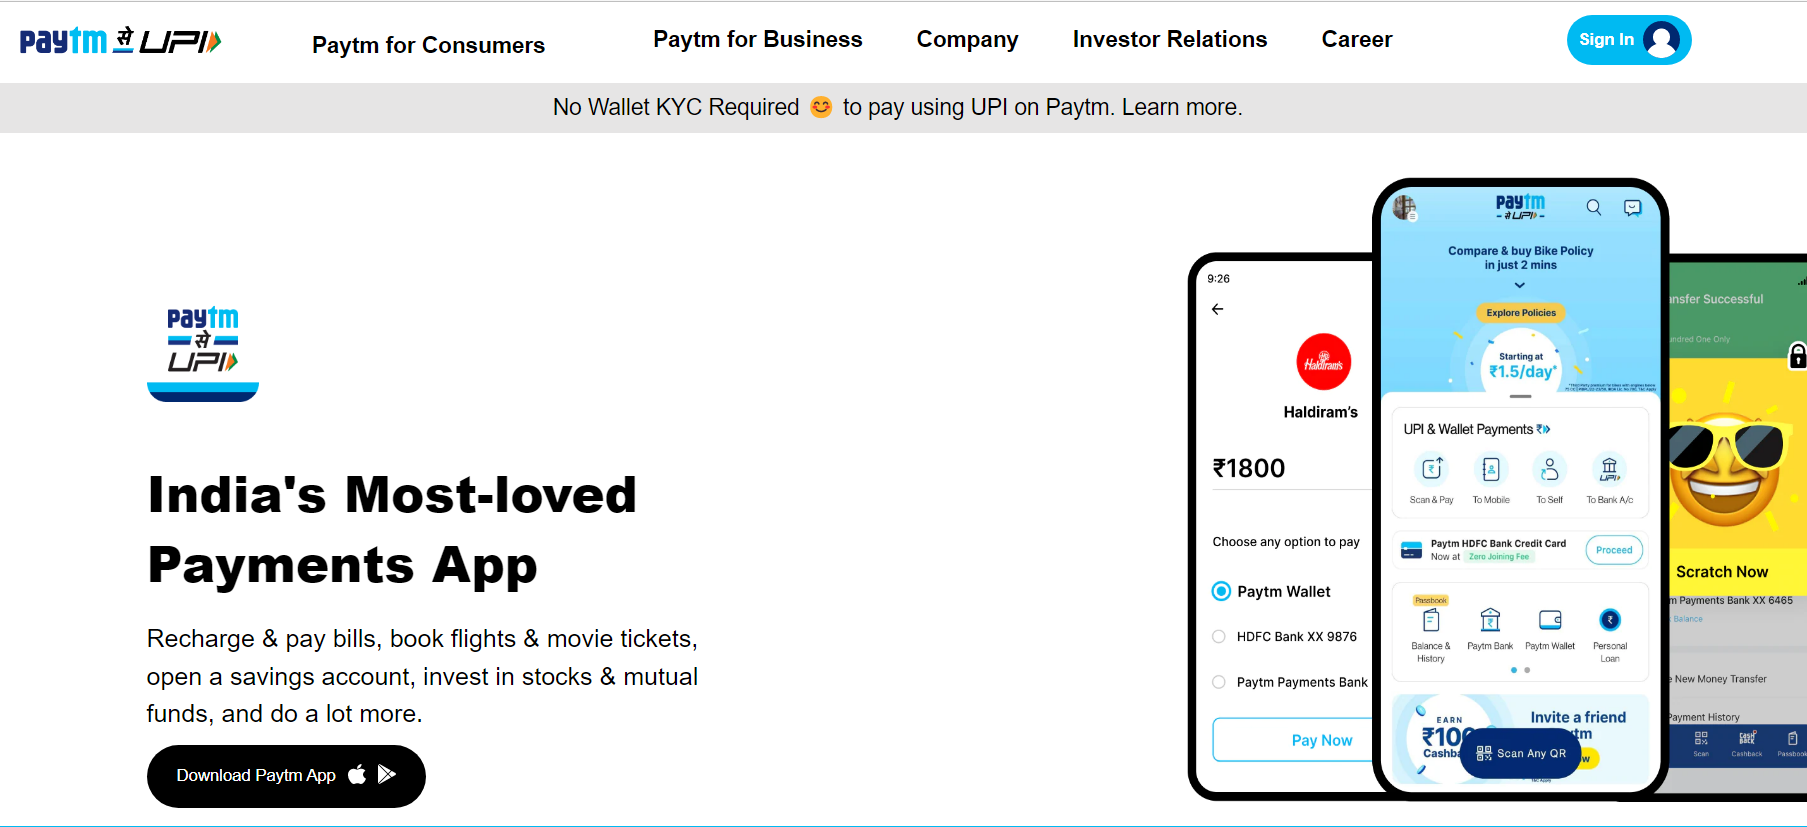 paytm से UPI
Paytm for Consumers
Paytm for Business
Company
Investor Relations
Career
Sign In
No Wallet KYC Required 😊 to pay using UPI on Paytm. Learn more.
paytm
से
UPI
India's Most-loved
Payments App
Recharge & pay bills, book flights & movie tickets,
open a savings account, invest in stocks & mutual
funds, and do a lot more.
Download Paytm App
9:26
Haldiram's
Haldiram's
₹1800
Choose any option to pay
Paytm Wallet
HDFC Bank XX 9876
Paytm Payments Bank
Pay Now
paytm
से UPI
Compare & buy Bike Policy
in just 2 mins
Explore Policies
Starting at
₹1.5/day*
UPI & Wallet Payments
Scan & Pay
To Mobile
To Self
UPI
To Bank A/c
Paytm HDFC Bank Credit Card
Now at Zero Joining Fee
Proceed
Passbook
Balance &
History
Paytm Bank
Paytm Wallet
Personal
Loan
EARN
₹100
Cashba
Invite a friend
tm
Scan Any QR
w
nsfer Successful
undred One Only
Scratch Now
m Payments Bank XX 6465
Balance
e New Money Transfer
Payment History
Scan
Cash back
Cashback
Passbook